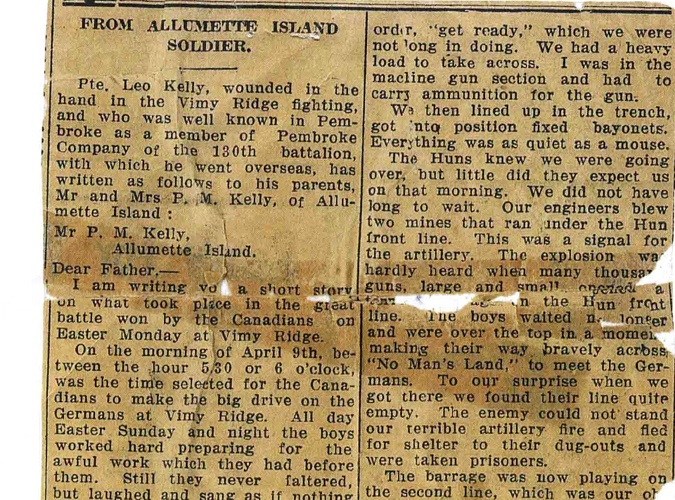 FROM ALLUMETTE ISLAND
SOLDIER.
Pte. Leo Kelly, wounded in the
hand in the Vimy Ridge fighting,
and who was well known in Pem-
broke as a member of Pembroke
Company of the 130th battalion,
with which he went overseas, has
written as follows to his parents,
Mr and Mrs P. M. Kelly, of Allu-
mette Island :
Mr P. M. Kelly,
Allumette Island.
Dear Father,—
I am writing yo a short story
on what took place in the great
battle won by the Canadians on
Easter Monday at Vimy Ridge.
On the morning of April 9th, be-
tween the hour 5.30 or 6 o'clock,
was the time selected for the Cana-
dians to make the big drive on the
Germans at Vimy Ridge. All day
Easter Sunday and night the boys
worked hard preparing for the
awful work which they had before
them. Still they never faltered,
but laughed and sang as if nothing
order, "get ready," which we were
not long in doing. We had a heavy
load to take across. I was in the
macline gun section and had to
carry ammunition for the gun.
We then lined up in the trench,
got into position fixed bayonets.
Everything was as quiet as a mouse.
The Huns knew we were going
over, but little did they expect us
on that morning. We did not have
long to wait. Our engineers blew
two mines that ran under the Hun
front line. This was a signal for
the artillery. The explosion was
hardly heard when many thousan
guns, large and small a
in the Hun front
line. The boys waited no longer
and were over the top in a momen
making their way bravely across,
"No Man's Land," to meet the Ger-
mans. To our surprise when we
got there we found their line quite
empty. The enemy could not stand
our terrible artillery fire and fled
for shelter to their dug-outs and
were taken prisoners.
The barrage was now playing on
the second line, which was our o